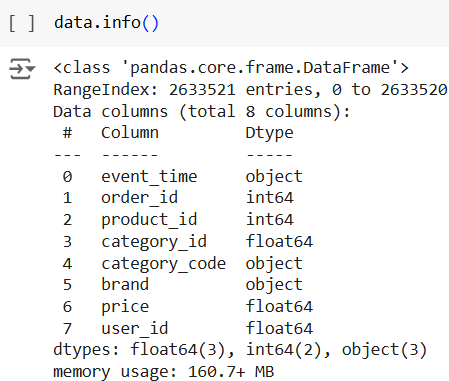 [ ] data.info()
<class 'pandas.core.frame.DataFrame'>
RangeIndex: 2633521 entries, 0 to 2633520
Data columns (total 8 columns):
 #   Column         Dtype
---  ------         -----
 0   event_time     object
 1   order_id       int64
 2   product_id     int64
 3   category_id    float64
 4   category_code  object
 5   brand          object
 6   price          float64
 7   user_id        float64
dtypes: float64(3), int64(2), object(3)
memory usage: 160.7+ MB